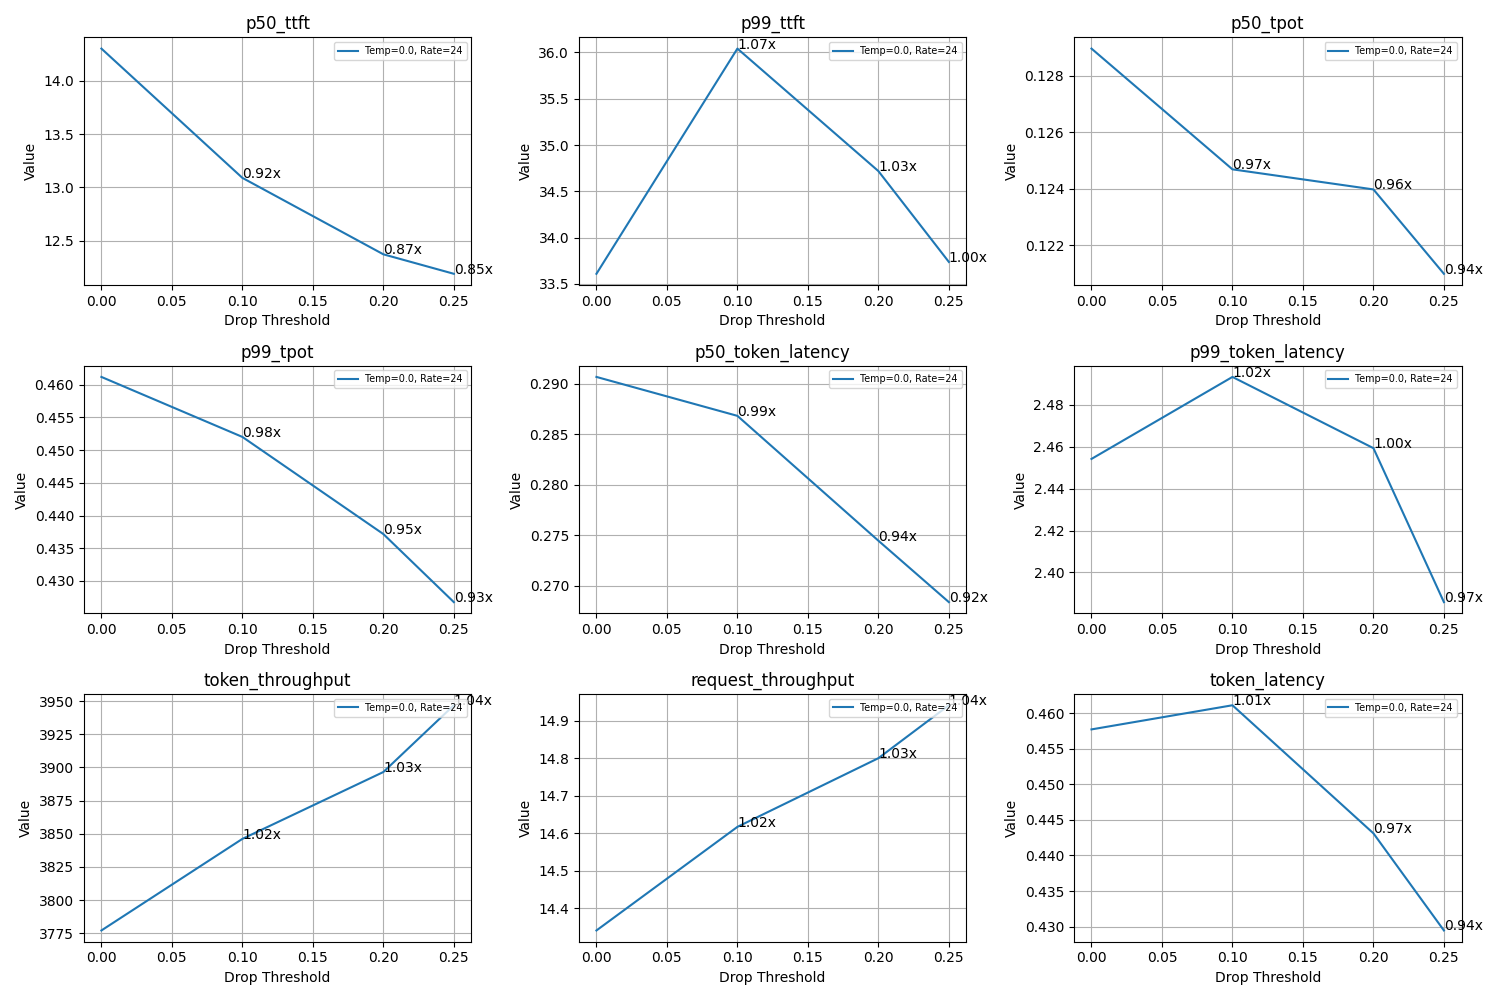 p50_ttft
Temp=0.0, Rate=24
14.0
13.5
13.0
12.5
Value
0.92x
0.87x
0.85x
0.00 0.05 0.10 0.15 0.20 0.25
Drop Threshold
p99_ttft
Temp=0.0, Rate=24
36.0
35.5
35.0
34.5
34.0
33.5
Value
1.07x
1.03x
1.00x
0.00 0.05 0.10 0.15 0.20 0.25
Drop Threshold
p50_tpot
Temp=0.0, Rate=24
0.128
0.126
0.124
0.122
Value
0.97x
0.96x
0.94x
0.00 0.05 0.10 0.15 0.20 0.25
Drop Threshold
p99_tpot
Temp=0.0, Rate=24
0.460
0.455
0.450
0.445
0.440
0.435
0.430
Value
0.98x
0.95x
0.93x
0.00 0.05 0.10 0.15 0.20 0.25
Drop Threshold
p50_token_latency
Temp=0.0, Rate=24
0.290
0.285
0.280
0.275
0.270
Value
0.99x
0.94x
0.92x
0.00 0.05 0.10 0.15 0.20 0.25
Drop Threshold
p99_token_latency
Temp=0.0, Rate=24
2.48
2.46
2.44
2.42
2.40
Value
1.02x
1.00x
0.97x
0.00 0.05 0.10 0.15 0.20 0.25
Drop Threshold
token_throughput
Temp=0.0, Rate=24
3950
3925
3900
3875
3850
3825
3800
3775
Value
1.02x
1.03x
1.04x
0.00 0.05 0.10 0.15 0.20 0.25
Drop Threshold
request_throughput
Temp=0.0, Rate=24
14.9
14.8
14.7
14.6
14.5
14.4
Value
1.02x
1.03x
1.04x
0.00 0.05 0.10 0.15 0.20 0.25
Drop Threshold
token_latency
Temp=0.0, Rate=24
0.460
0.455
0.450
0.445
0.440
0.435
0.430
Value
1.01x
0.97x
0.94x
0.00 0.05 0.10 0.15 0.20 0.25
Drop Threshold